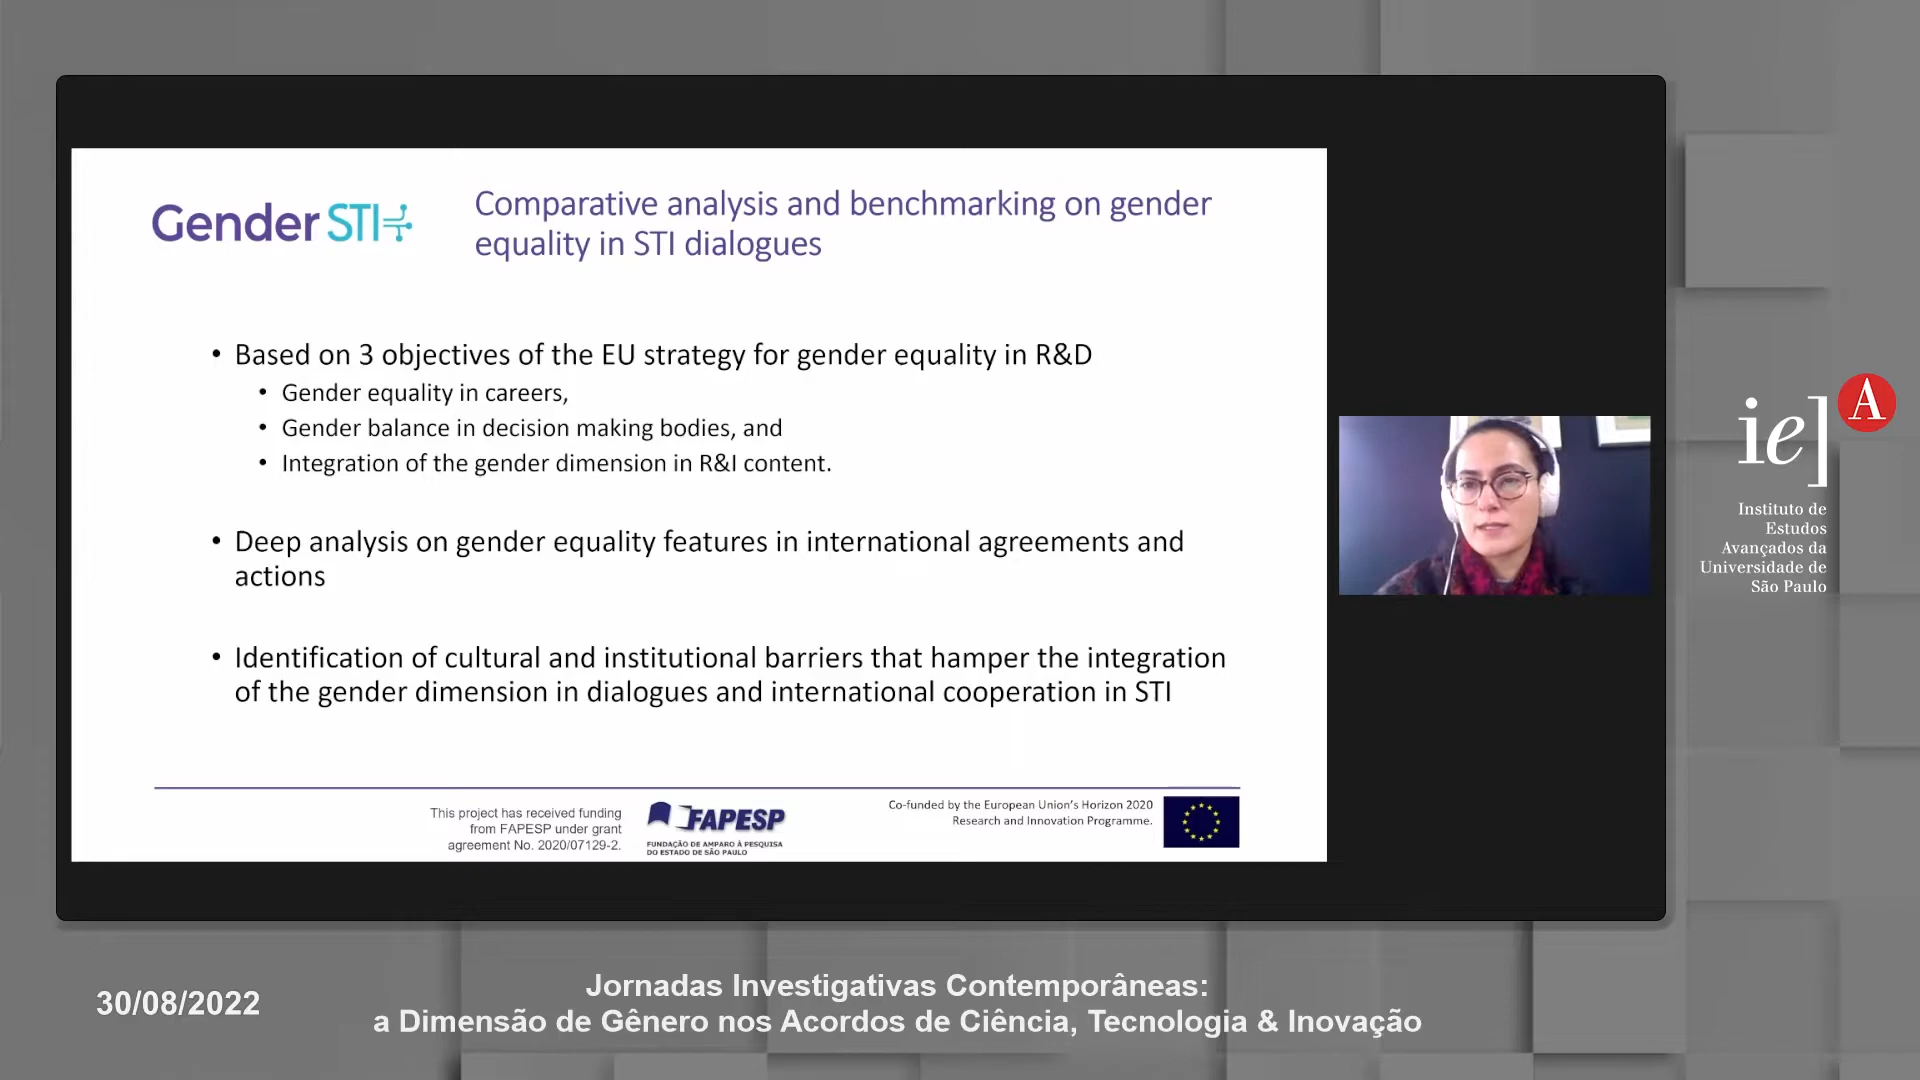 Gender STI
Comparative analysis and benchmarking on gender
equality in STI dialogues
• Based on 3 objectives of the EU strategy for gender equality in R&D
• Gender equality in careers,
• Gender balance in decision making bodies, and
• Integration of the gender dimension in R&I content.
• Deep analysis on gender equality features in international agreements and
actions
• Identification of cultural and institutional barriers that hamper the integration
of the gender dimension in dialogues and international cooperation in STI
This project has received funding
from FAPESP under grant
agreement No. 2020/07129-2.
FAPESP
FUNDAÇÃO DE AMPARO À PESQUISA
DO ESTADO DE SÃO PAULO
Co-funded by the European Union's Horizon 2020
Research and Innovation Programme.
ie] A
Instituto de
Estudos
Avançados da
Universidade de
São Paulo
30/08/2022
Jornadas Investigativas Contemporâneas:
a Dimensão de Gênero nos Acordos de Ciência, Tecnologia & Inovação